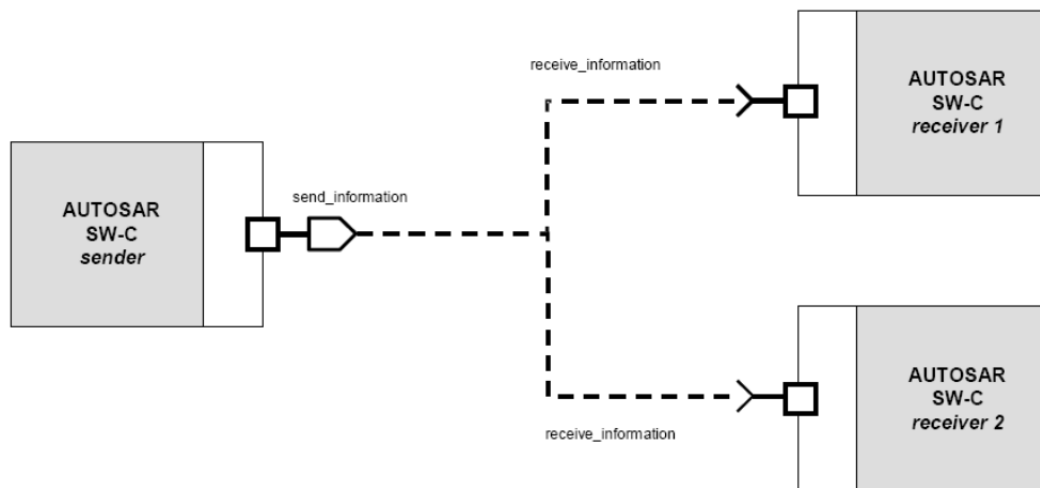 receive_information
AUTOSAR
SW-C
receiver 1
AUTOSAR
SW-C
sender
send_information
AUTOSAR
SW-C
receiver 2
receive_information